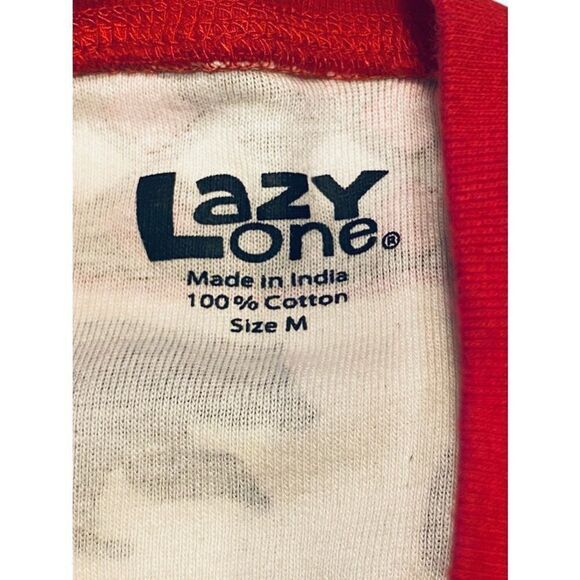 Lazy
one®
Made in India
100% Cotton
Size M